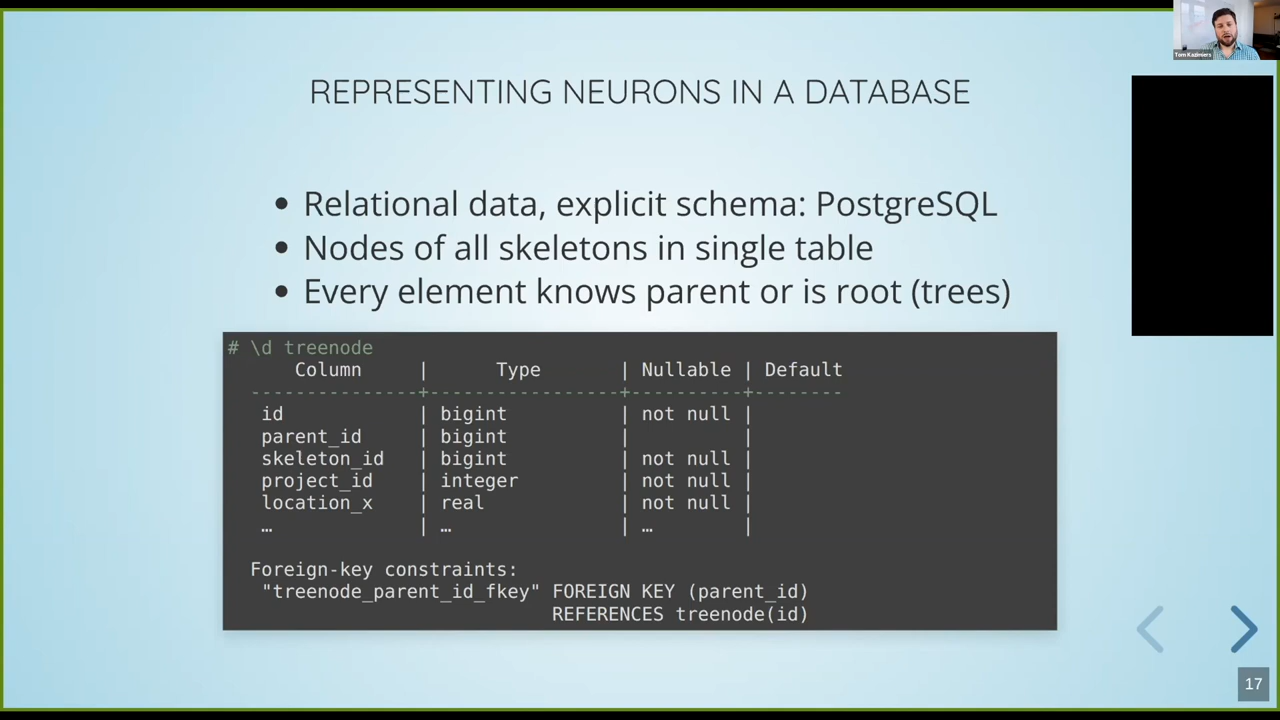 Tom Kazimiers
REPRESENTING NEURONS IN A DATABASE
• Relational data, explicit schema: PostgreSQL
• Nodes of all skeletons in single table
• Every element knows parent or is root (trees)
# \d treenode
Column | Type | Nullable | Default
---------------+-----------------+----------+--------
id | bigint | not null |
parent_id | bigint | |
skeleton_id | bigint | not null |
project_id | integer | not null |
location_x | real | not null |
… | … | … |
Foreign-key constraints:
"treenode_parent_id_fkey" FOREIGN KEY (parent_id)
REFERENCES treenode(id)
17